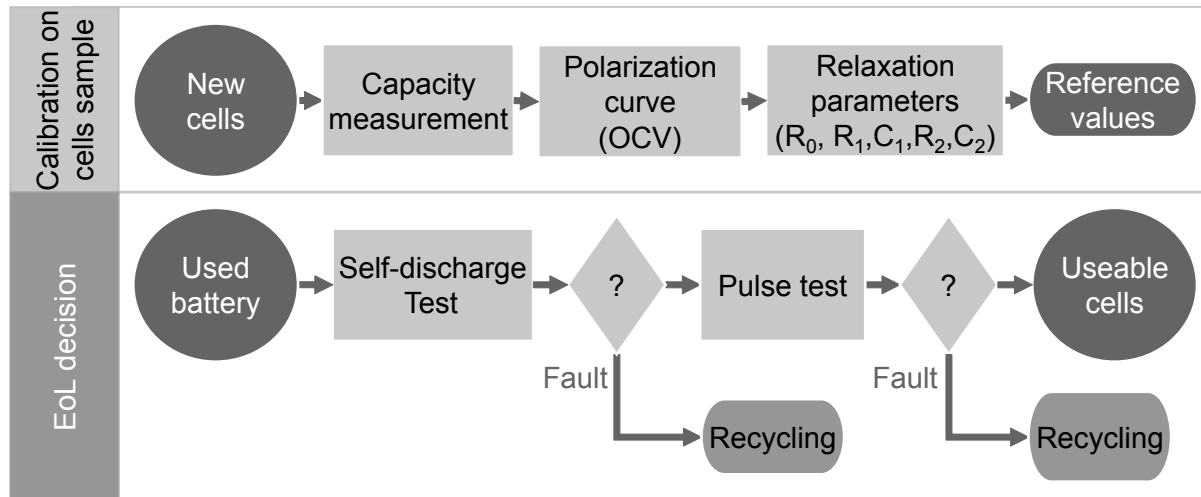 Calibration on
cells sample
New
cells
Capacity
measurement
Polarization
curve
(OCV)
Relaxation
parameters
(R₀, R₁,C₁,R₂,C₂)
Reference
values
EoL decision
Used
battery
Self-discharge
Test
?
Pulse test
?
Useable
cells
Fault
Recycling
Fault
Recycling